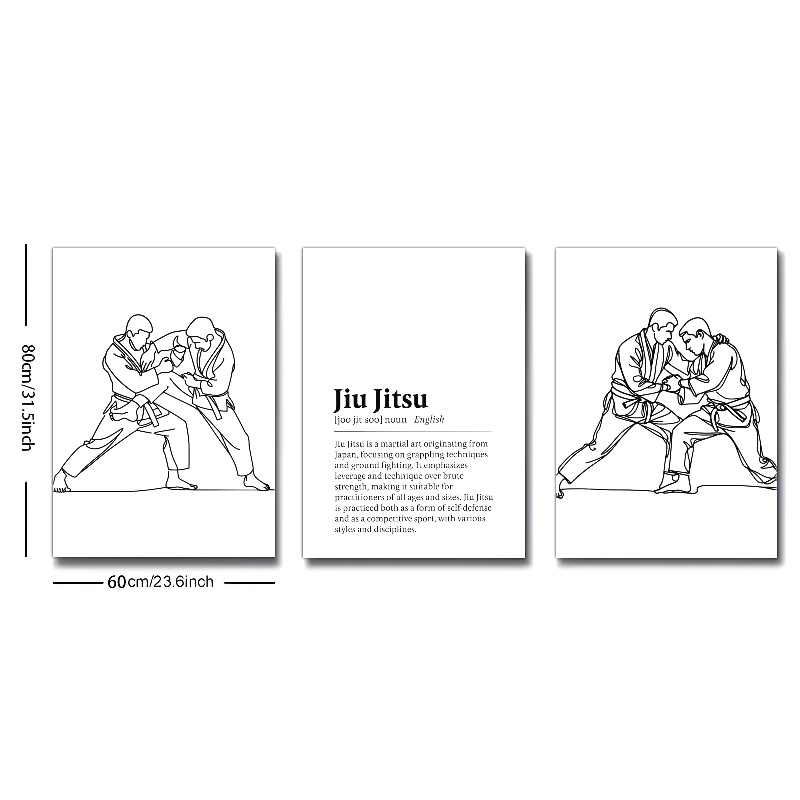 80cm/31.5inch
Jiu Jitsu
[joo jit soo] noun English
Jiu Jitsu is a martial art originating from
Japan, focusing on grappling techniques
and ground fighting. It emphasizes
leverage and technique over brute
strength, making it suitable for
practitioners of all ages and sizes. Jiu Jitsu
is practiced both as a form of self-defense
and as a competitive sport, with various
styles and disciplines.
60cm/23.6inch